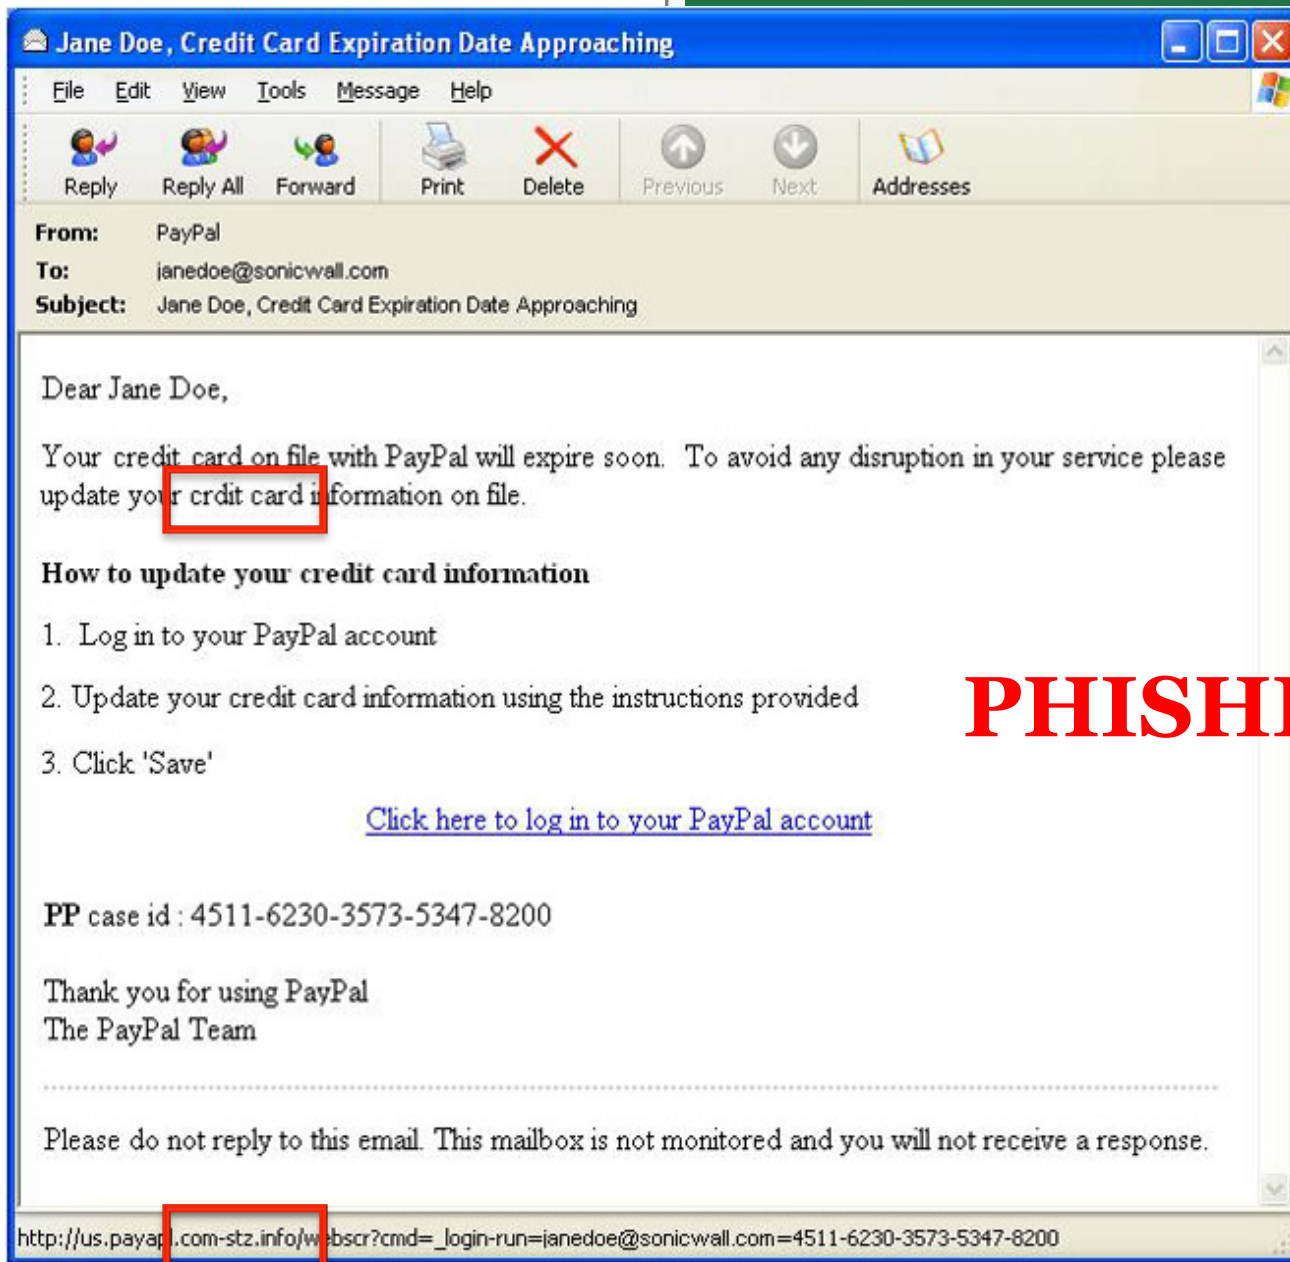 Jane Doe, Credit Card Expiration Date Approaching
File Edit View Tools Message Help
Reply Reply All Forward Print Delete Previous Next Addresses
From: PayPal
To: janedoe@sonicwall.com
Subject: Jane Doe, Credit Card Expiration Date Approaching
Dear Jane Doe,
Your credit card on file with PayPal will expire soon. To avoid any disruption in your service please
update your crdit card information on file.
How to update your credit card information
1. Log in to your PayPal account
2. Update your credit card information using the instructions provided
PHISHI
3. Click 'Save'
Click here to log in to your PayPal account
PP case id : 4511-6230-3573-5347-8200
Thank you for using PayPal
The PayPal Team
Please do not reply to this email. This mailbox is not monitored and you will not receive a response.
http://us.payapl.com-stz.info/webscr?cmd=_login-run=janedoe@sonicwall.com=4511-6230-3573-5347-8200